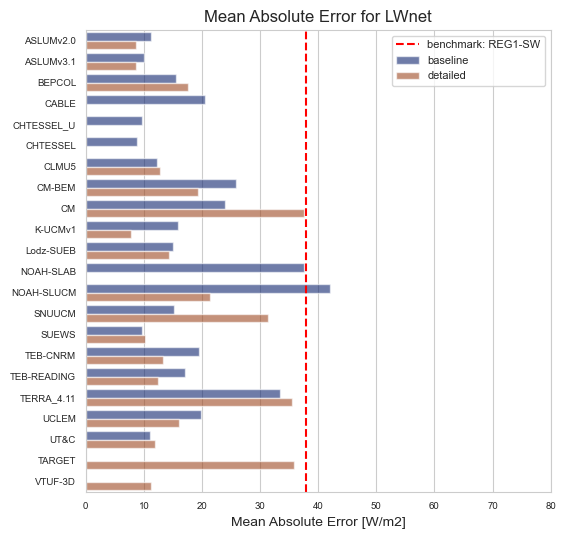 Mean Absolute Error for LWnet
benchmark: REG1-SW
baseline
detailed
ASLUMv2.0
ASLUMv3.1
BEPCOL
CABLE
CHTESSEL_U
CHTESSEL
CLMU5
CM-BEM
CM
K-UCMv1
Lodz-SUEB
NOAH-SLAB
NOAH-SLUCM
SNUUCM
SUEWS
TEB-CNRM
TEB-READING
TERRA_4.11
UCLEM
UT&C
TARGET
VTUF-3D
0 10 20 30 40 50 60 70 80
Mean Absolute Error [W/m2]